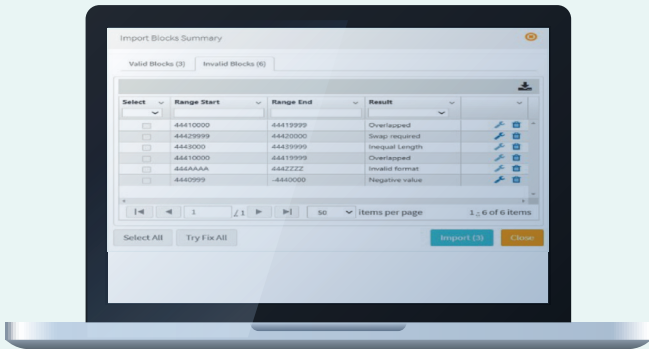 Import Blocks Summary
Valid Blocks (3) Invalid Blocks (6)
Select Range Start Range End Result
44410000 44419999 Overlapped
44429999 44420000 Swap required
4443000 44439999 Inequal Length
44410000 44419999 Overlapped
444AAAA 444ZZZZ Invalid format
4440999 -4440000 Negative value
1 / 1 50 items per page 1 - 6 of 6 items
Select All Try Fix All Import (3) Close